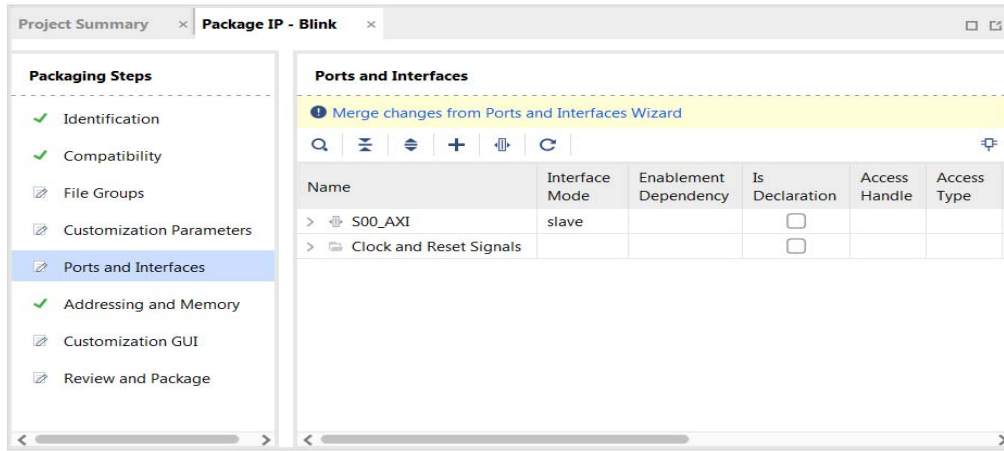 Project Summary × Package IP - Blink ×
Packaging Steps
Identification
Compatibility
File Groups
Customization Parameters
Ports and Interfaces
Addressing and Memory
Customization GUI
Review and Package
Ports and Interfaces
Merge changes from Ports and Interfaces Wizard
Name Interface Mode Enablement Dependency Is Declaration Access Handle Access Type
S00_AXI slave
Clock and Reset Signals